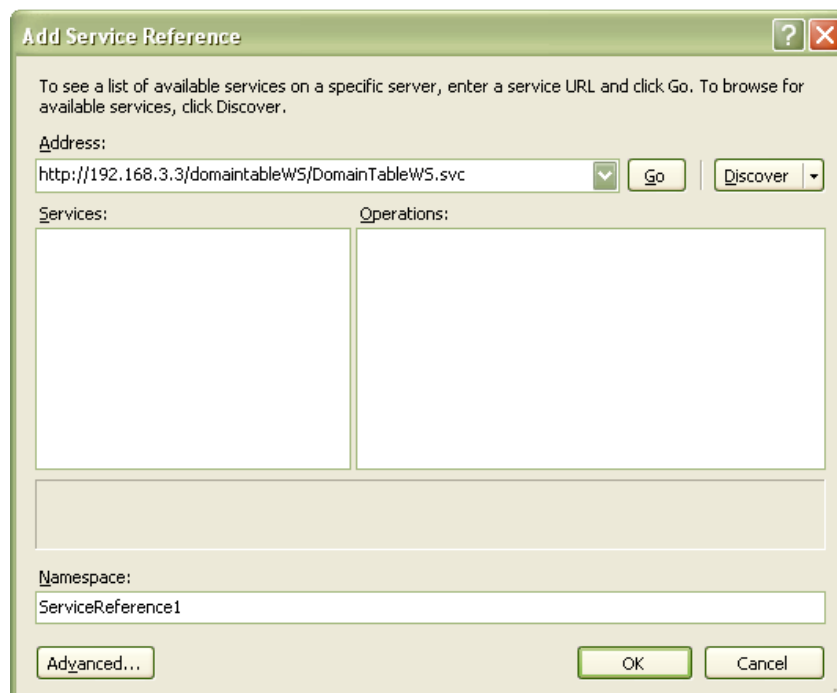 Add Service Reference
To see a list of available services on a specific server, enter a service URL and click Go. To browse for
available services, click Discover.
Address:
http://192.168.3.3/domaintableWS/DomainTableWS.svc
Go
Discover
Services:
Operations:
Namespace:
ServiceReference1
Advanced...
OK
Cancel